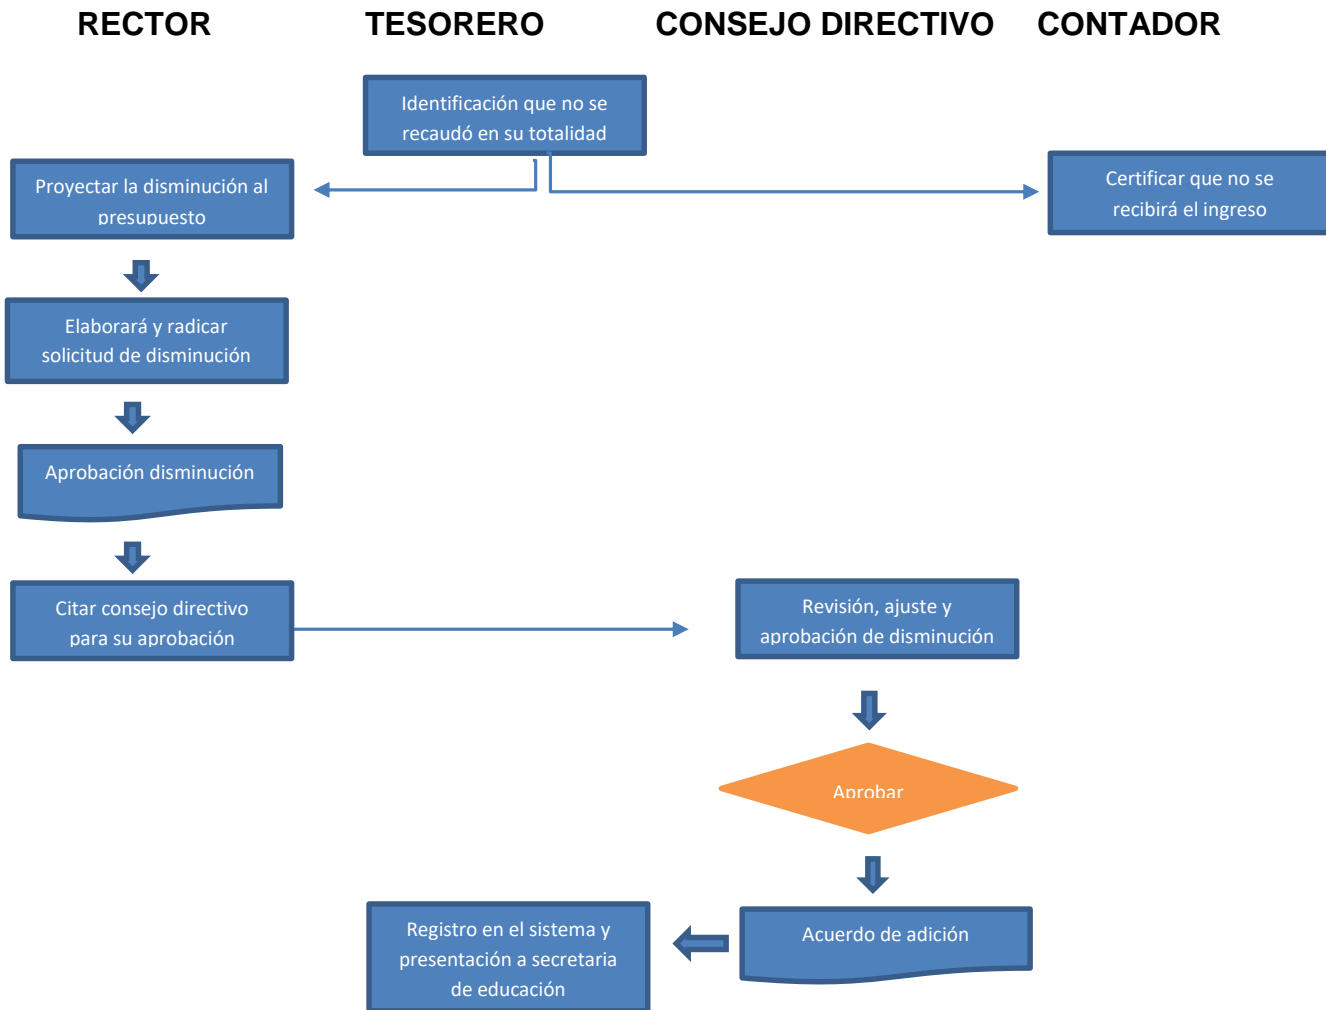 RECTOR TESORERO CONSEJO DIRECTIVO CONTADOR
Identificación que no se
recaudó en su totalidad
Proyectar la disminución al
presupuesto
Certificar que no se
recibirá el ingreso
Elaborará y radicar
solicitud de disminución
Aprobación disminución
Citar consejo directivo
para su aprobación
Revisión, ajuste y
aprobación de disminución
Aprobar
Acuerdo de adición
Registro en el sistema y
presentación a secretaria
de educación